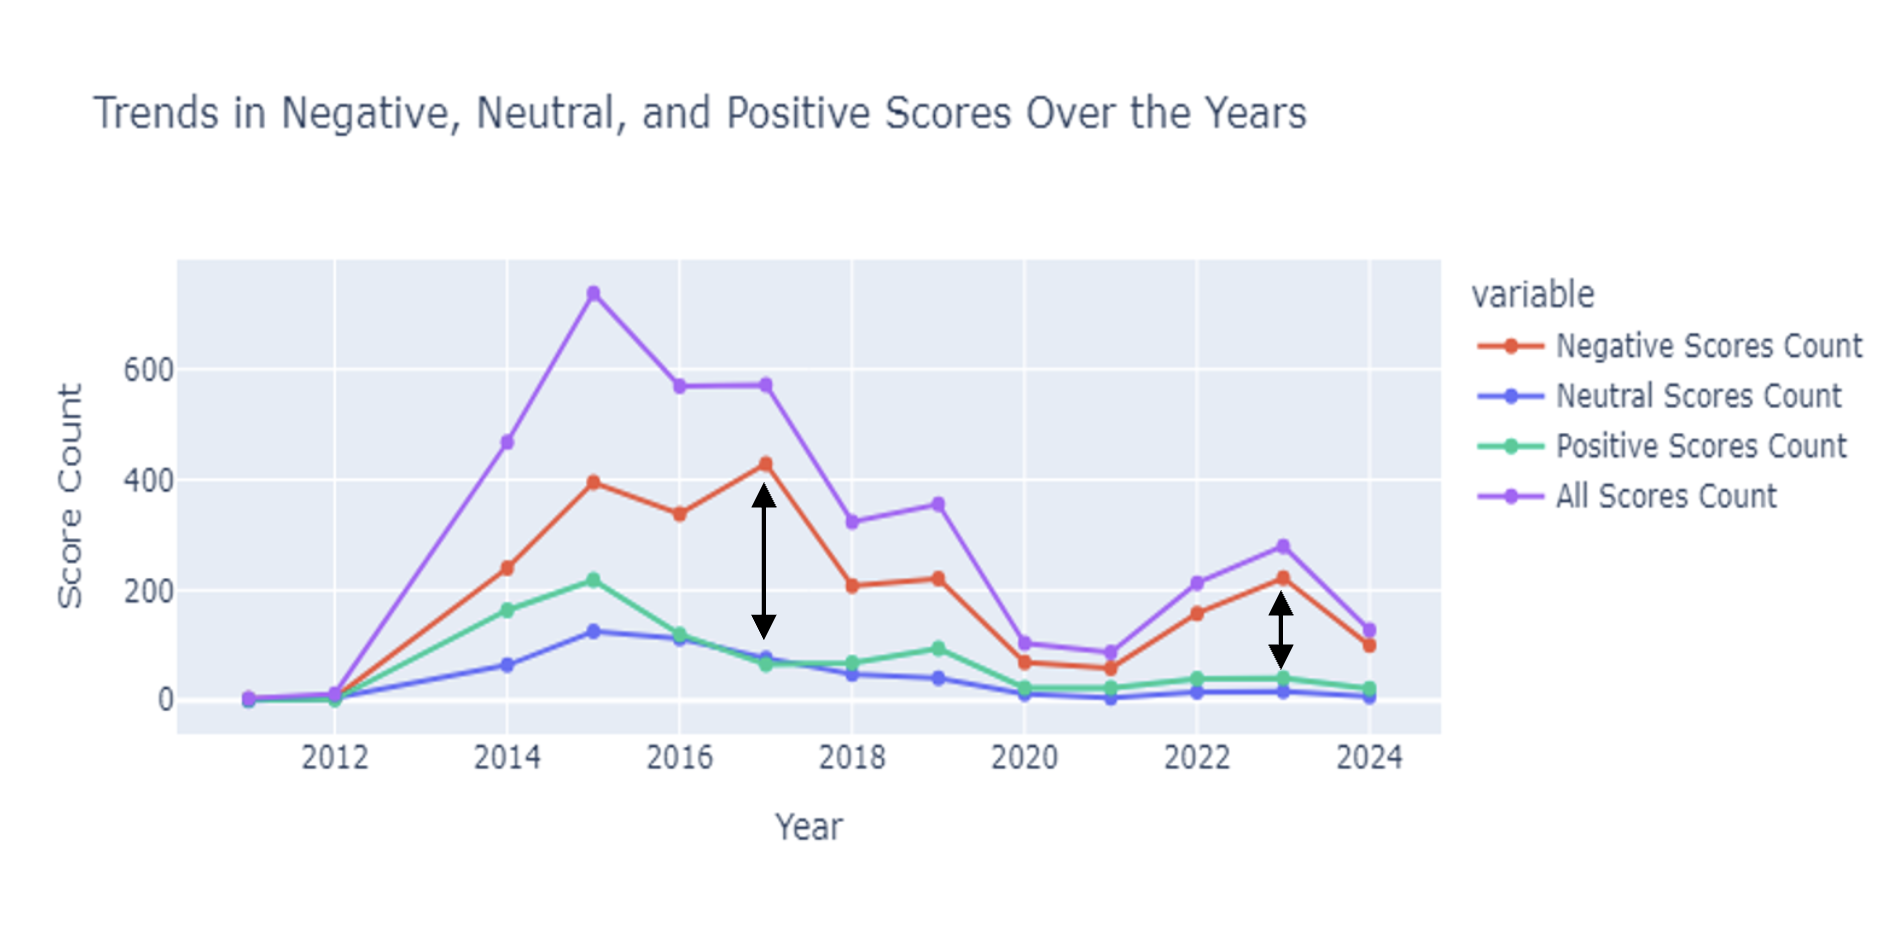 Trends in Negative, Neutral, and Positive Scores Over the Years
variable
Negative Scores Count
Neutral Scores Count
Positive Scores Count
All Scores Count
Score Count
600
400
200
0
2012 2014 2016 2018 2020 2022 2024
Year